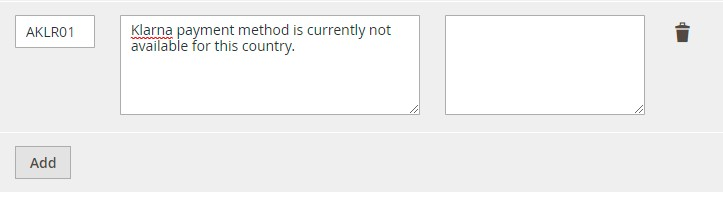 AKLR01
Klarna payment method is currently not
available for this country.
Add